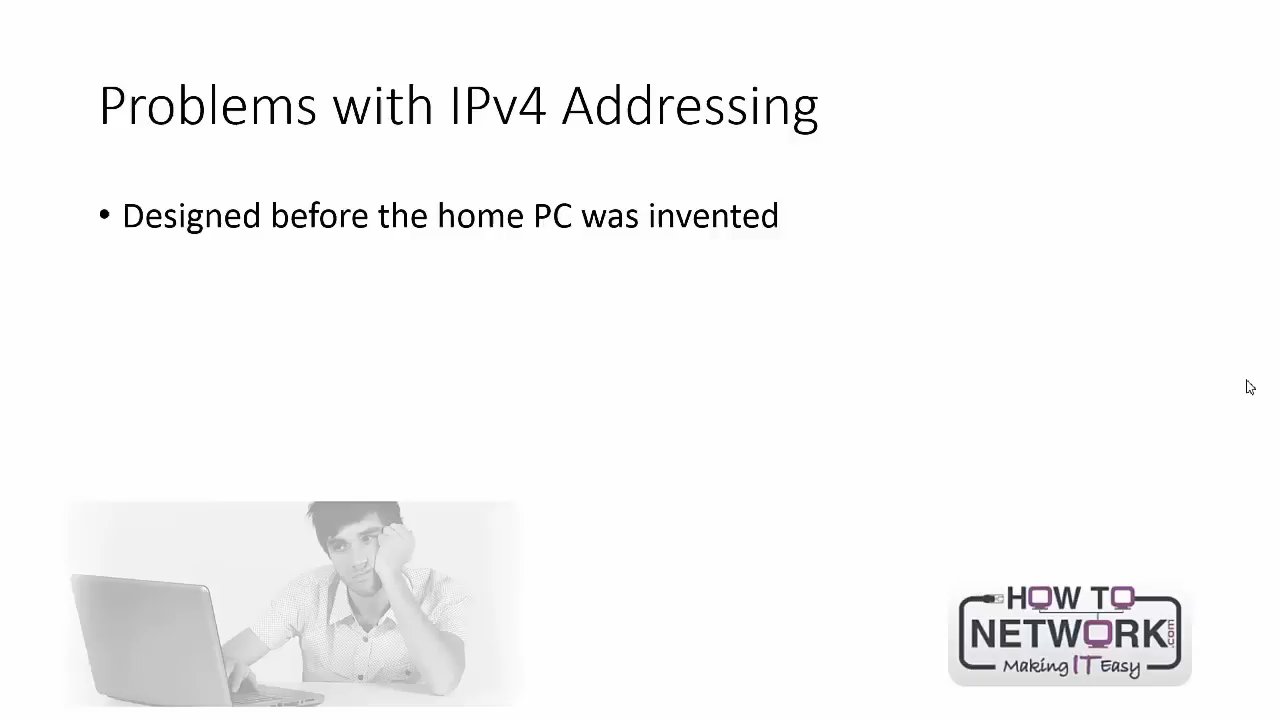 Problems with IPv4 Addressing
• Designed before the home PC was invented
HOW TO
NETWORK.com
Making IT Easy